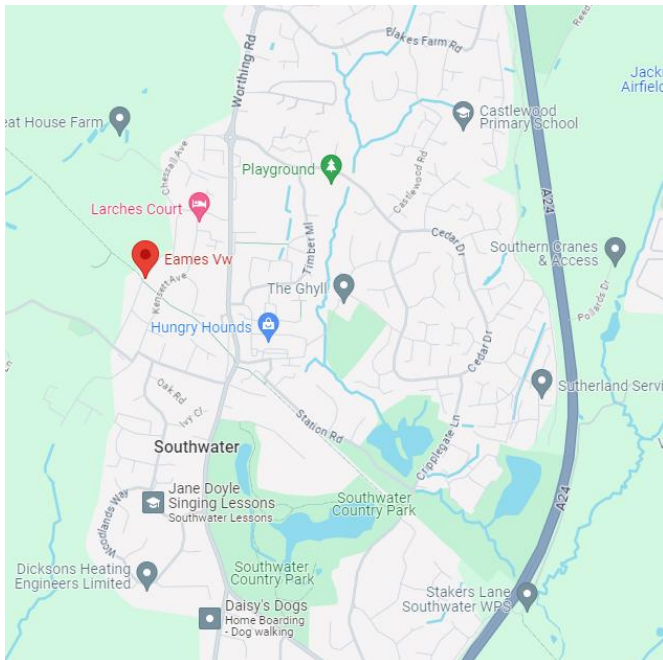 Blakes Farm Rd
Worthing Rd
Jack
Airfield
Castlewood
Primary School
eat House Farm
Chessall Ave
Playground
Castlewood Rd
A24
Larches Court
Timber Ml
Cedar Dr
Southern Cranes
& Access
Eames Vw
Kensett Ave
The Ghyll
Pollards Dr
Hungry Hounds
Cedar Dr
Oak Rd
Sutherland Servi
Ivy Cl.
Station Rd
Cripplegate Ln
Southwater
Jane Doyle
Singing Lessons
Southwater Lessons
Woodlands Way
Southwater
Country Park
A24
Dicksons Heating
Engineers Limited
Southwater
Country Park
Stakers Lane
Southwater WPS
Daisy's Dogs
Home Boarding
- Dog walking